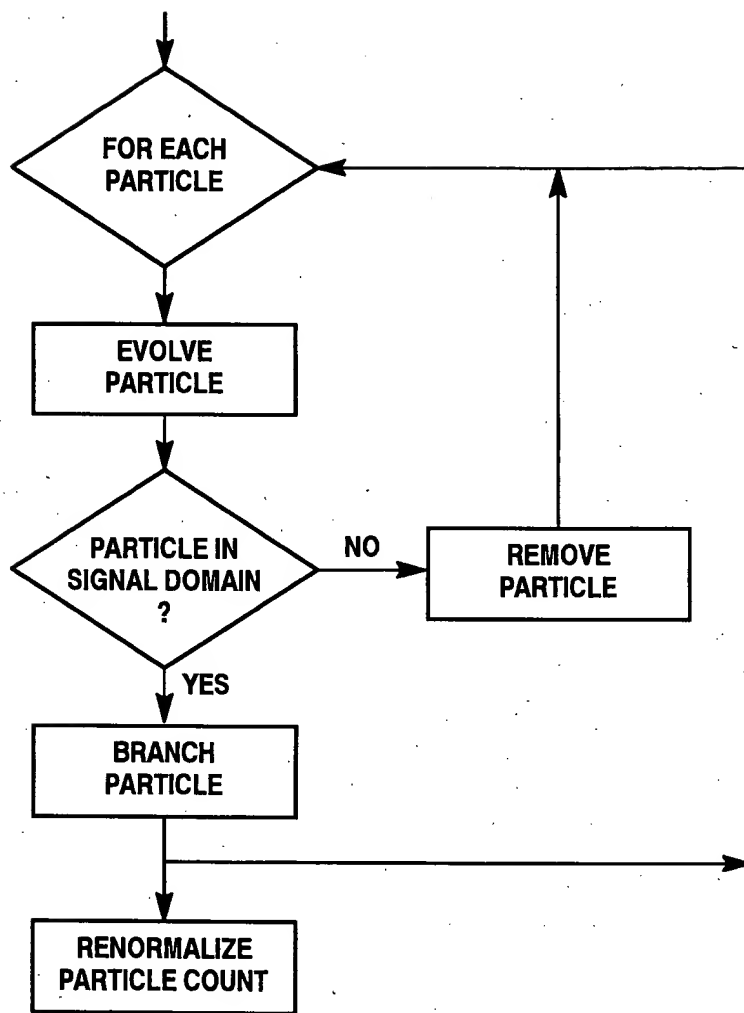 FOR EACH
PARTICLE
EVOLVE
PARTICLE
PARTICLE IN
SIGNAL DOMAIN
?
NO
REMOVE
PARTICLE
YES
BRANCH
PARTICLE
RENORMALIZE
PARTICLE COUNT